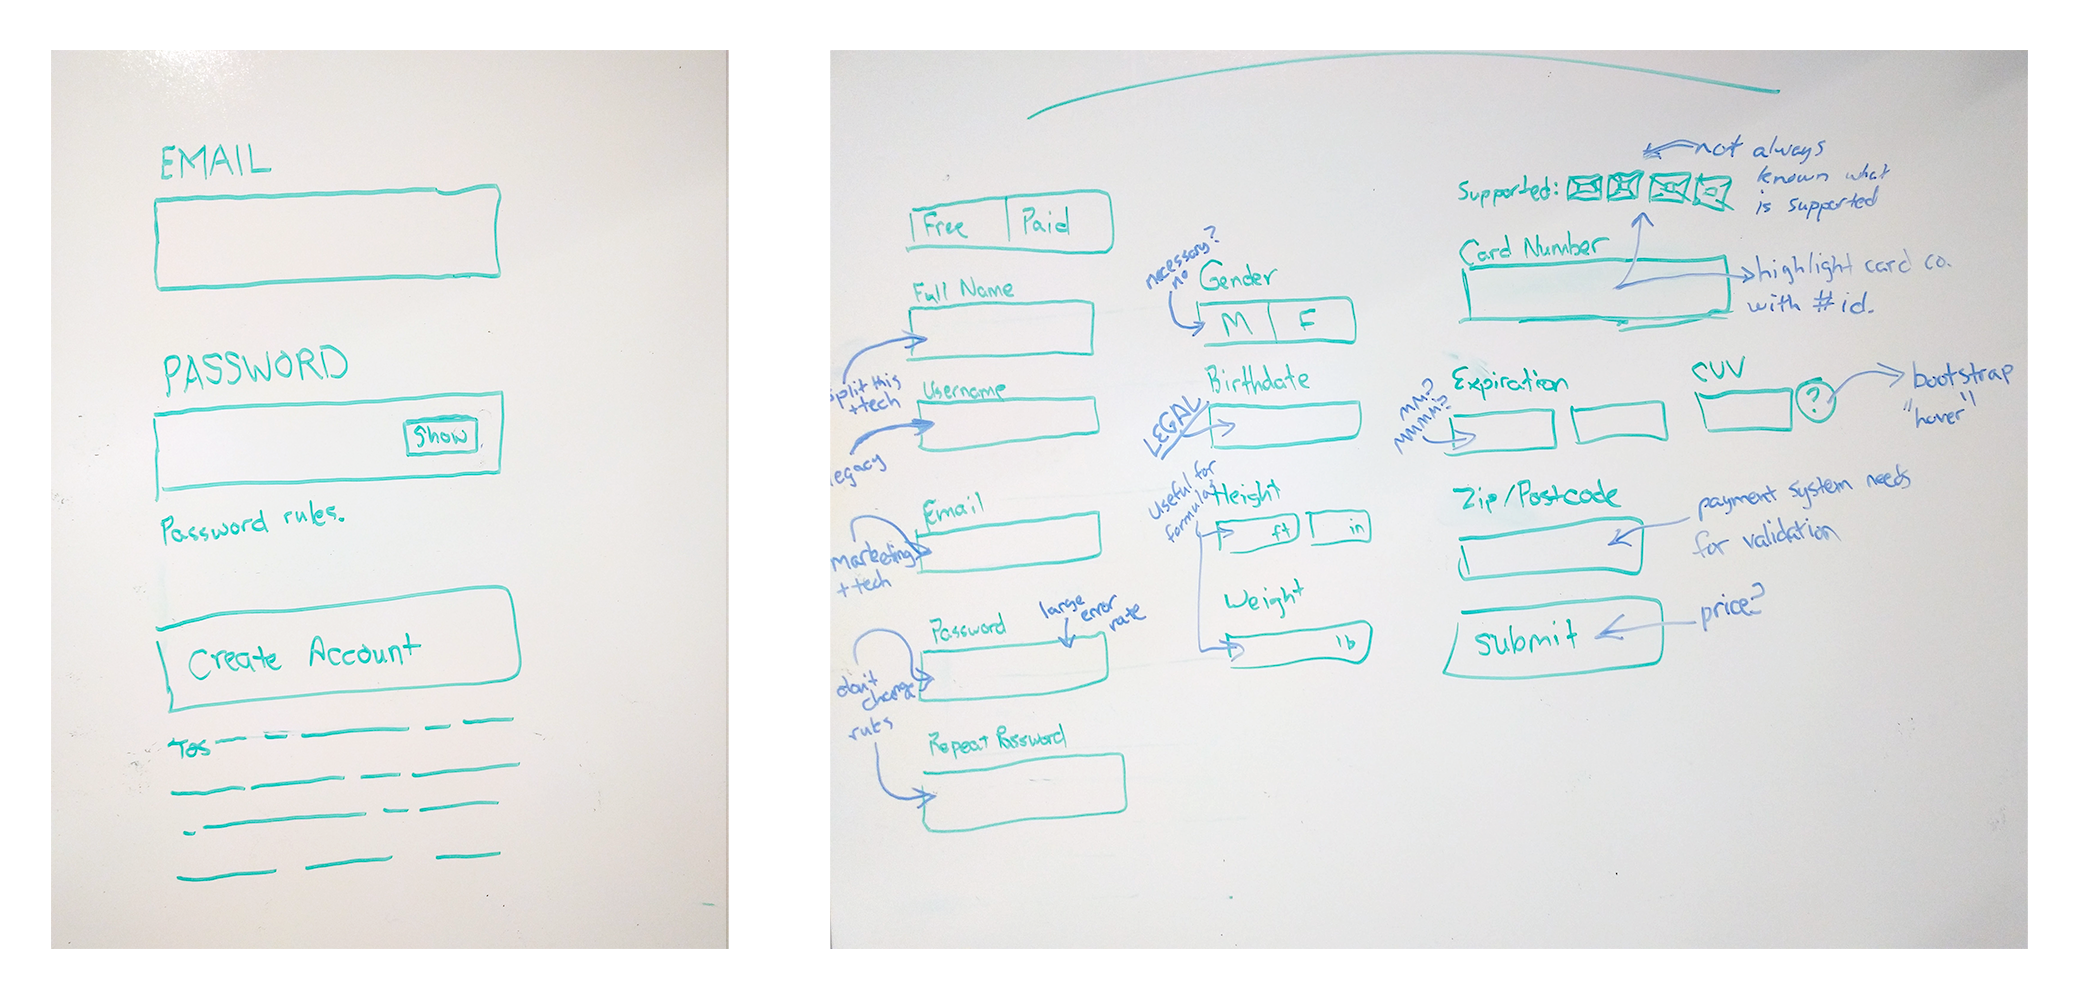 EMAIL
PASSWORD
Show
Password rules.
Create Account
TOS
Free Paid
Full Name
split this
+tech
Username
legacy
Email
marketing
+tech
Password
large
error
rate
don't
change
rules
Repeat Password
necessary?
no
Gender
M F
Birthdate
LEGAL
useful for
formula?
Height
ft in
Weight
lb
Supported:
not always
known what
is supported
Card Number
highlight card co.
with # id.
Expiration
MM?
MMMM?
CVV
?
bootstrap
"hover"!
Zip/Postcode
payment system needs
for validation
submit
price?